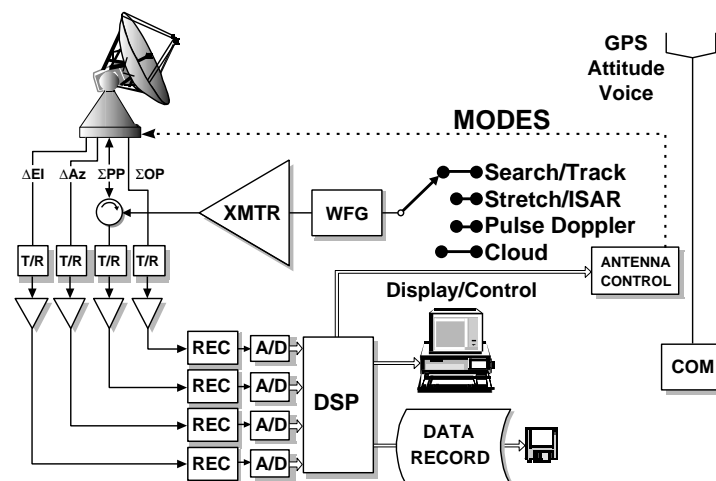 GPS
Attitude
Voice
MODES
ΔEl ΔAz ΣPP ΣOP
XMTR
WFG
Search/Track
Stretch/ISAR
Pulse Doppler
Cloud
T/R T/R T/R T/R
ANTENNA
CONTROL
Display/Control
REC A/D
REC A/D
REC A/D
REC A/D
DSP
COM
DATA
RECORD